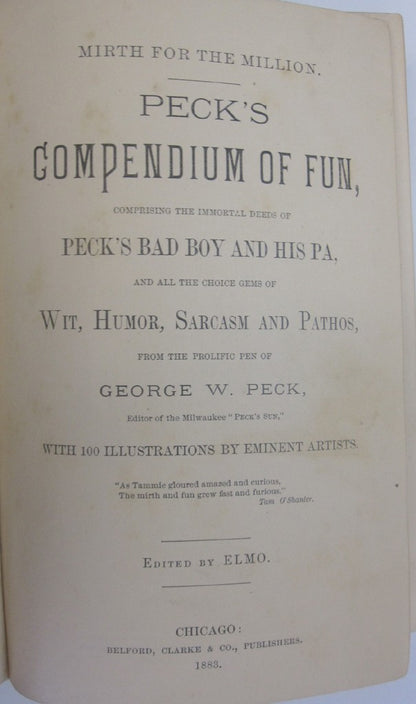 MIRTH FOR THE MILLION.
PECK'S
COMPENDIUM OF FUN,
COMPRISING THE IMMORTAL DEEDS OF
PECK'S BAD BOY AND HIS PA,
AND ALL THE CHOICE GEMS OF
WIT, HUMOR, SARCASM AND PATHOS,
FROM THE PROLIFIC PEN OF
GEORGE W. PECK,
Editor of the Milwaukee "PECK'S SUN,"
WITH 100 ILLUSTRATIONS BY EMINENT ARTISTS.
"As Tammie gloured amazed and curious,
The mirth and fun grew fast and furious,"
Tam O'Shanter.
EDITED BY ELMO.
CHICAGO:
BELFORD, CLARKE & CO., PUBLISHERS.
1883.